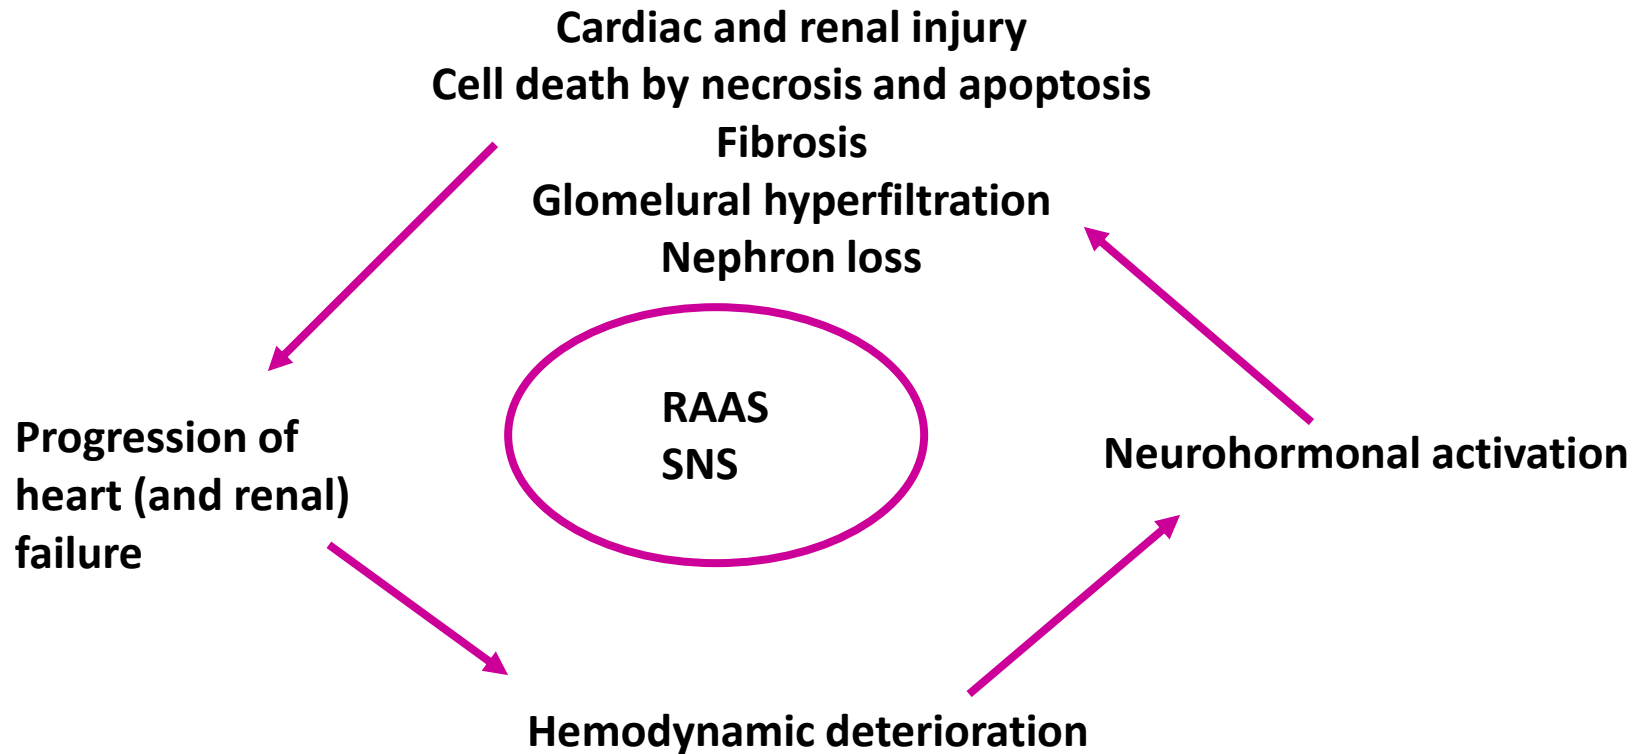 Cardiac and renal injury
Cell death by necrosis and apoptosis
Fibrosis
Glomelural hyperfiltration
Nephron loss
RAAS
SNS
Progression of
heart (and renal)
failure
Neurohormonal activation
Hemodynamic deterioration